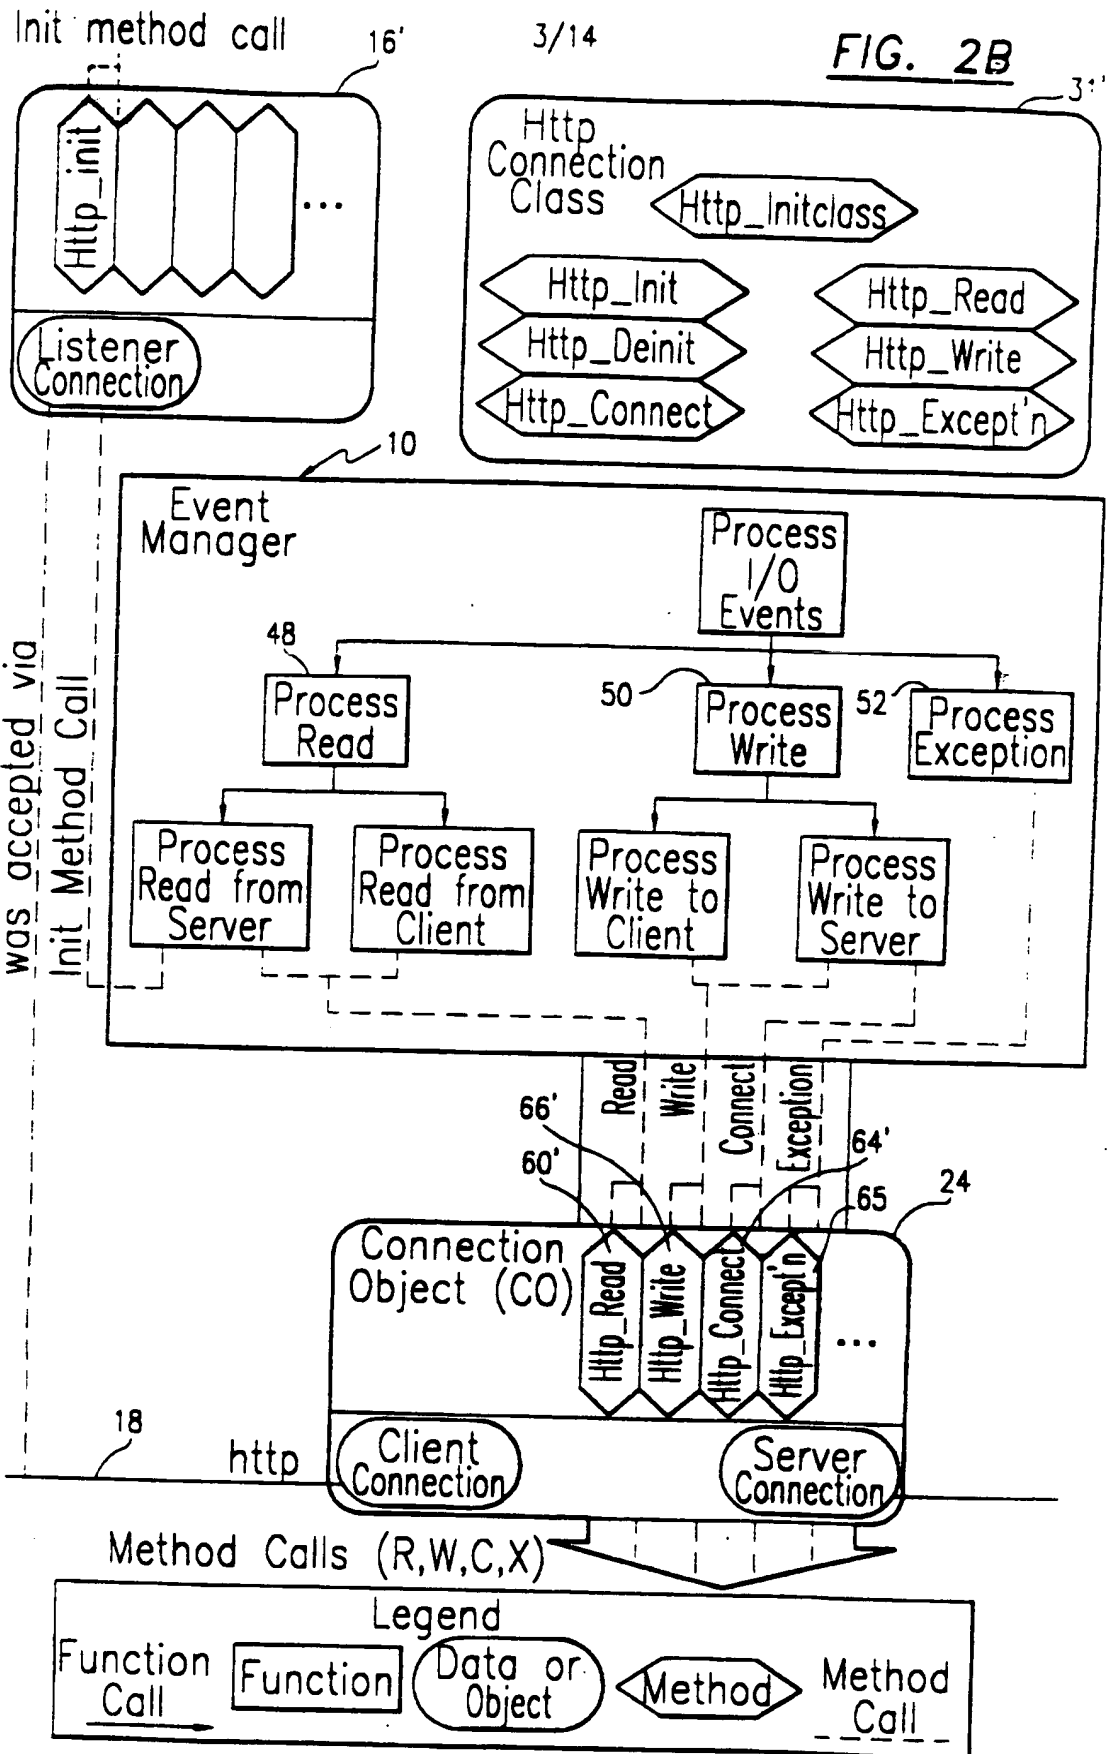 Init method call
16'
3/14
FIG. 2B
31'
Http_init
...
Listener
Connection
Http
Connection
Class
Http_Initclass
Http_Init
Http_Deinit
Http_Connect
Http_Read
Http_Write
Http_Except'n
10
Event
Manager
Process
I/O
Events
48
Process
Read
50
Process
Write
52
Process
Exception
Process
Read from
Server
Process
Read from
Client
Process
Write to
Client
Process
Write to
Server
was accepted via
Init Method Call
Read
Write
Connect
Exception
66'
60'
64'
65
24
Connection
Object (CO)
Http_Read
Http_Write
Http_Connect
Http_Except'n
...
18
http
Client
Connection
Server
Connection
Method Calls (R,W,C,X)
Legend
Function
Call
Function
Data or
Object
Method
Method
Call